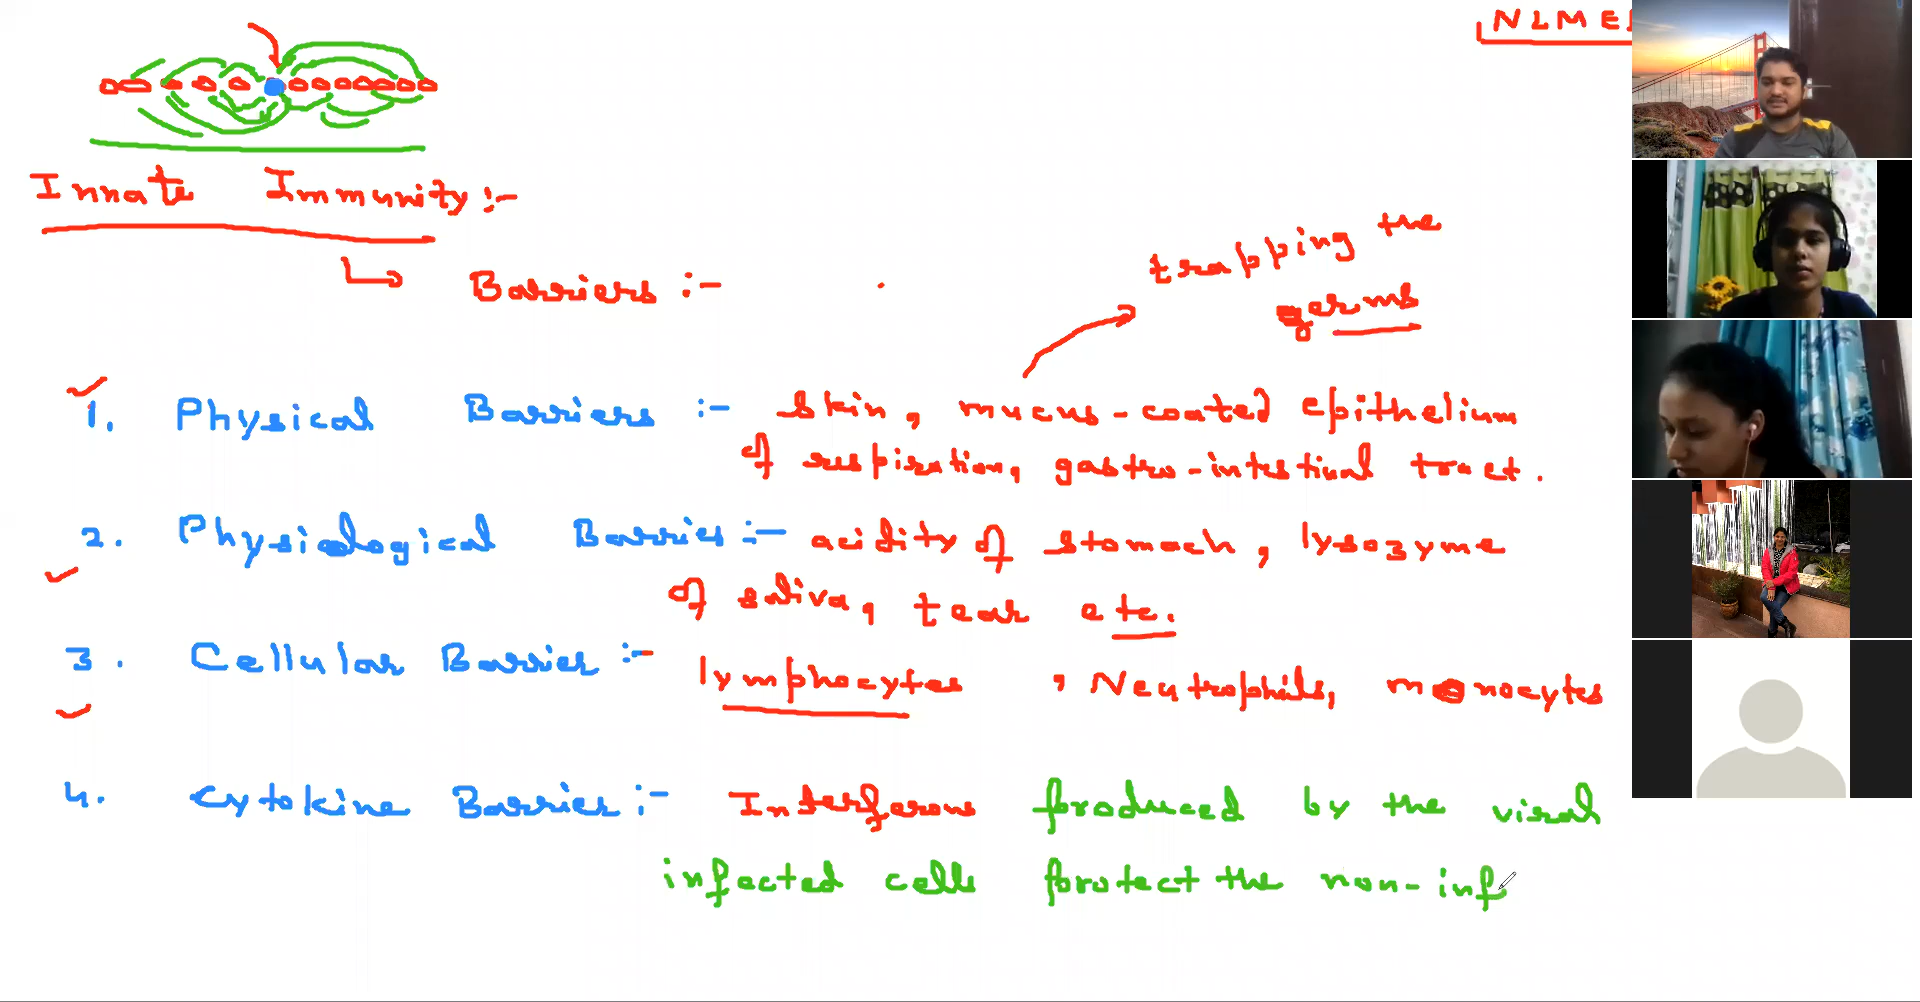 NLME
Innate Immunity :-
Barriers :-
trapping the
germs
1. Physical Barriers :- Skin, mucus-coated epithelium
of respiration, gastro-intestinal tract.
2. Physiological Barrier :- acidity of stomach, lysozyme
of saliva, tear etc.
3. Cellular Barrier :- lymphocytes, Neutrophils, monocytes
4. Cytokine Barrier :- Interferons produced by the viral
infected cells protect the non-inf